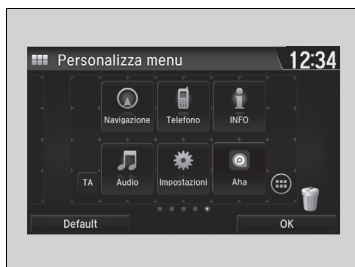 Personalizza menu 12:34
Navigazione Telefono INFO
TA Audio Impostazioni Aha
Default OK